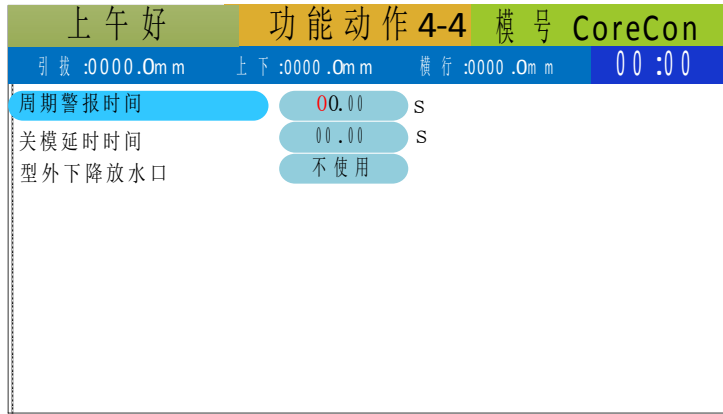 上午好 功能动作4-4 模号 CoreCon
引拔:0000.0mm 上下:0000.0mm 横行:0000.0mm 00:00
周期警报时间 00.00 S
关模延时时间 00.00 S
型外下降放水口 不使用